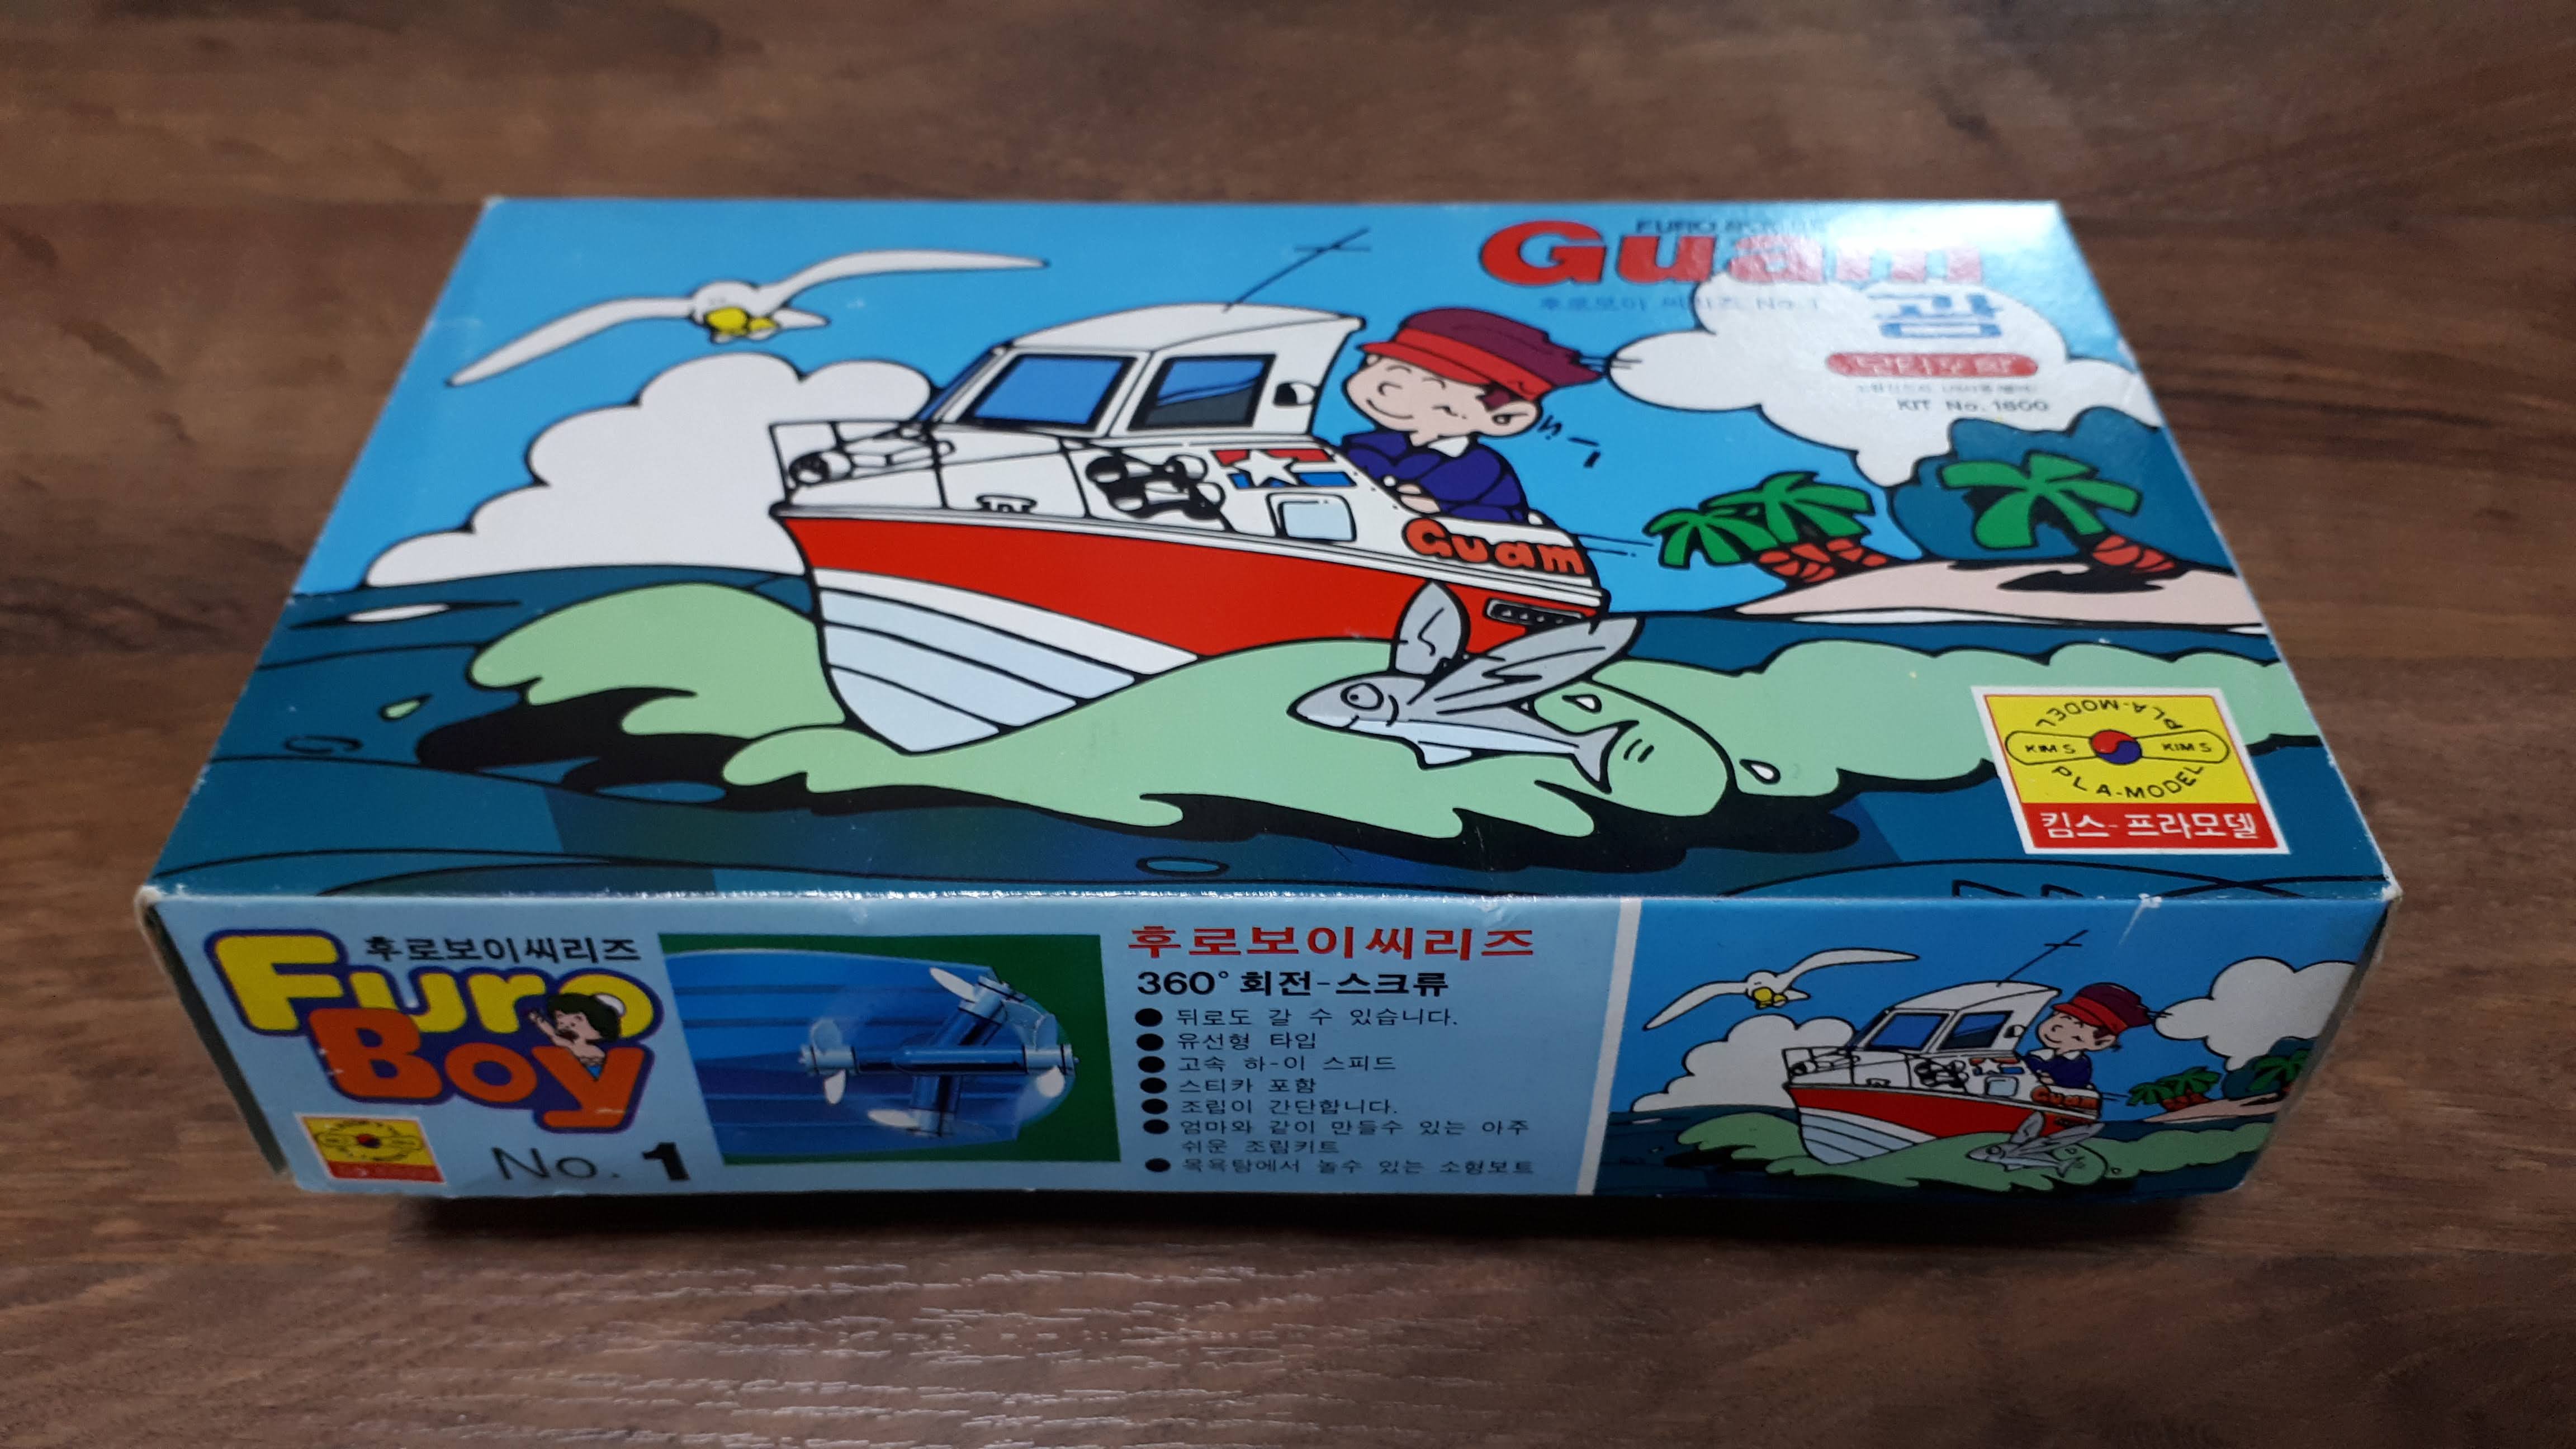 FURO BOY
Guam
후로보이 씨리즈 No.1
괌
모터포함
KIT No. 1600
Guam
PLA-MODEL
KIMS KIMS
PLA-MODEL
킴스-프라모델
후로보이씨리즈
Furo
Boy
No. 1
후로보이씨리즈
360° 회전-스크류
● 뒤로도 갈 수 있습니다.
● 유선형 타입
● 고속 하-이 스피드
● 스티카 포함
● 조립이 간단합니다.
● 엄마와 같이 만들수 있는 아주
쉬운 조립키트
● 목욕탕에서 놀수 있는 소형보트
Guam